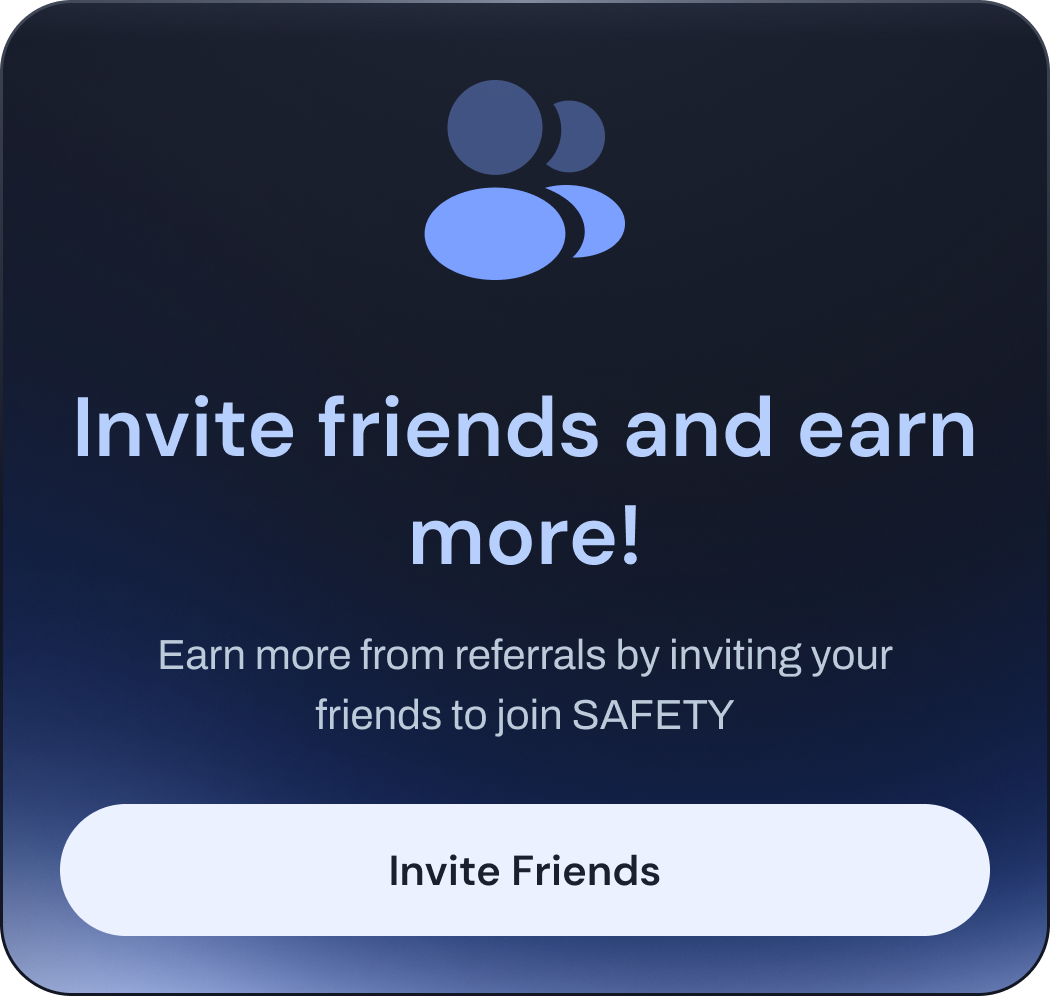 Invite friends and earn
more!
Earn more from referrals by inviting your
friends to join SAFETY
Invite Friends